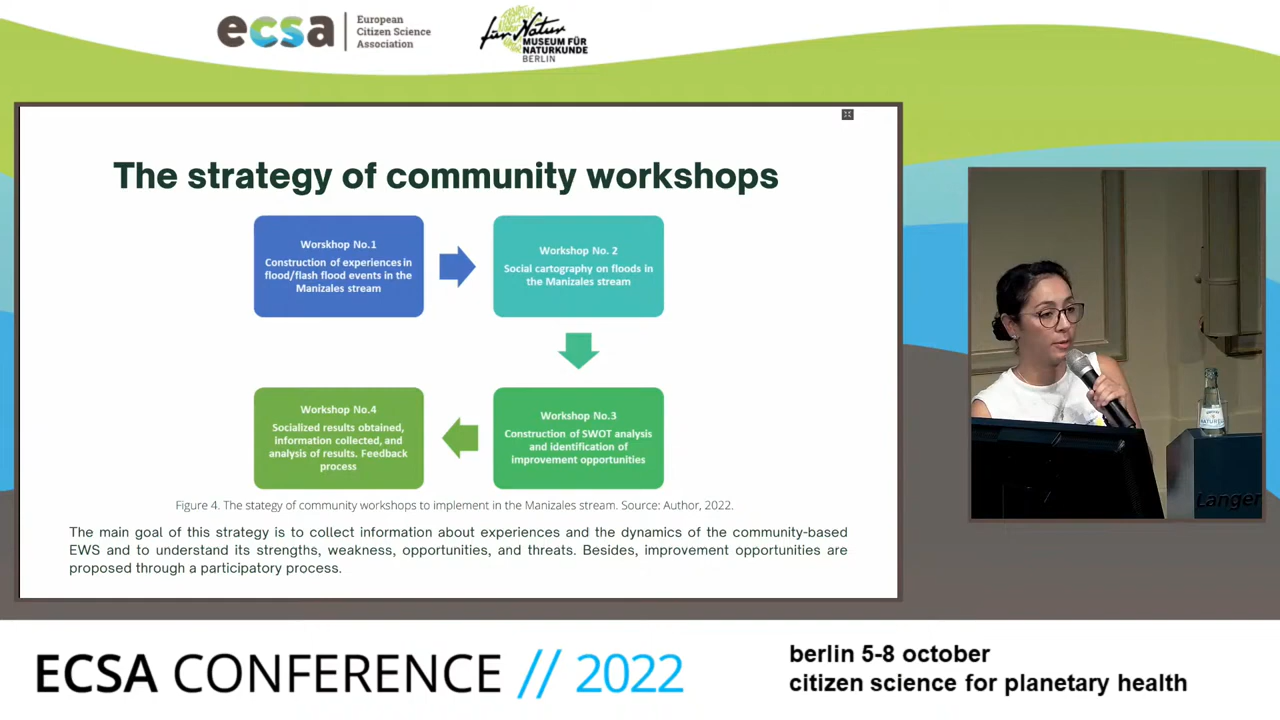 ecsa
European
Citizen Science
Association
für Natur
MUSEUM FÜR
NATURKUNDE
BERLIN
The strategy of community workshops
Worskhop No.1
Construction of experiences in
flood/flash flood events in the
Manizales stream
Workshop No. 2
Social cartography on floods in
the Manizales stream
Workshop No.4
Socialized results obtained,
information collected, and
analysis of results. Feedback
process
Workshop No.3
Construction of SWOT analysis
and identification of
improvement opportunities
Figure 4. The stategy of community workshops to implement in the Manizales stream. Source: Author, 2022.
The main goal of this strategy is to collect information about experiences and the dynamics of the community-based
EWS and to understand its strengths, weakness, opportunities, and threats. Besides, improvement opportunities are
proposed through a participatory process.
Langen
ECSA CONFERENCE // 2022
berlin 5-8 october
citizen science for planetary health